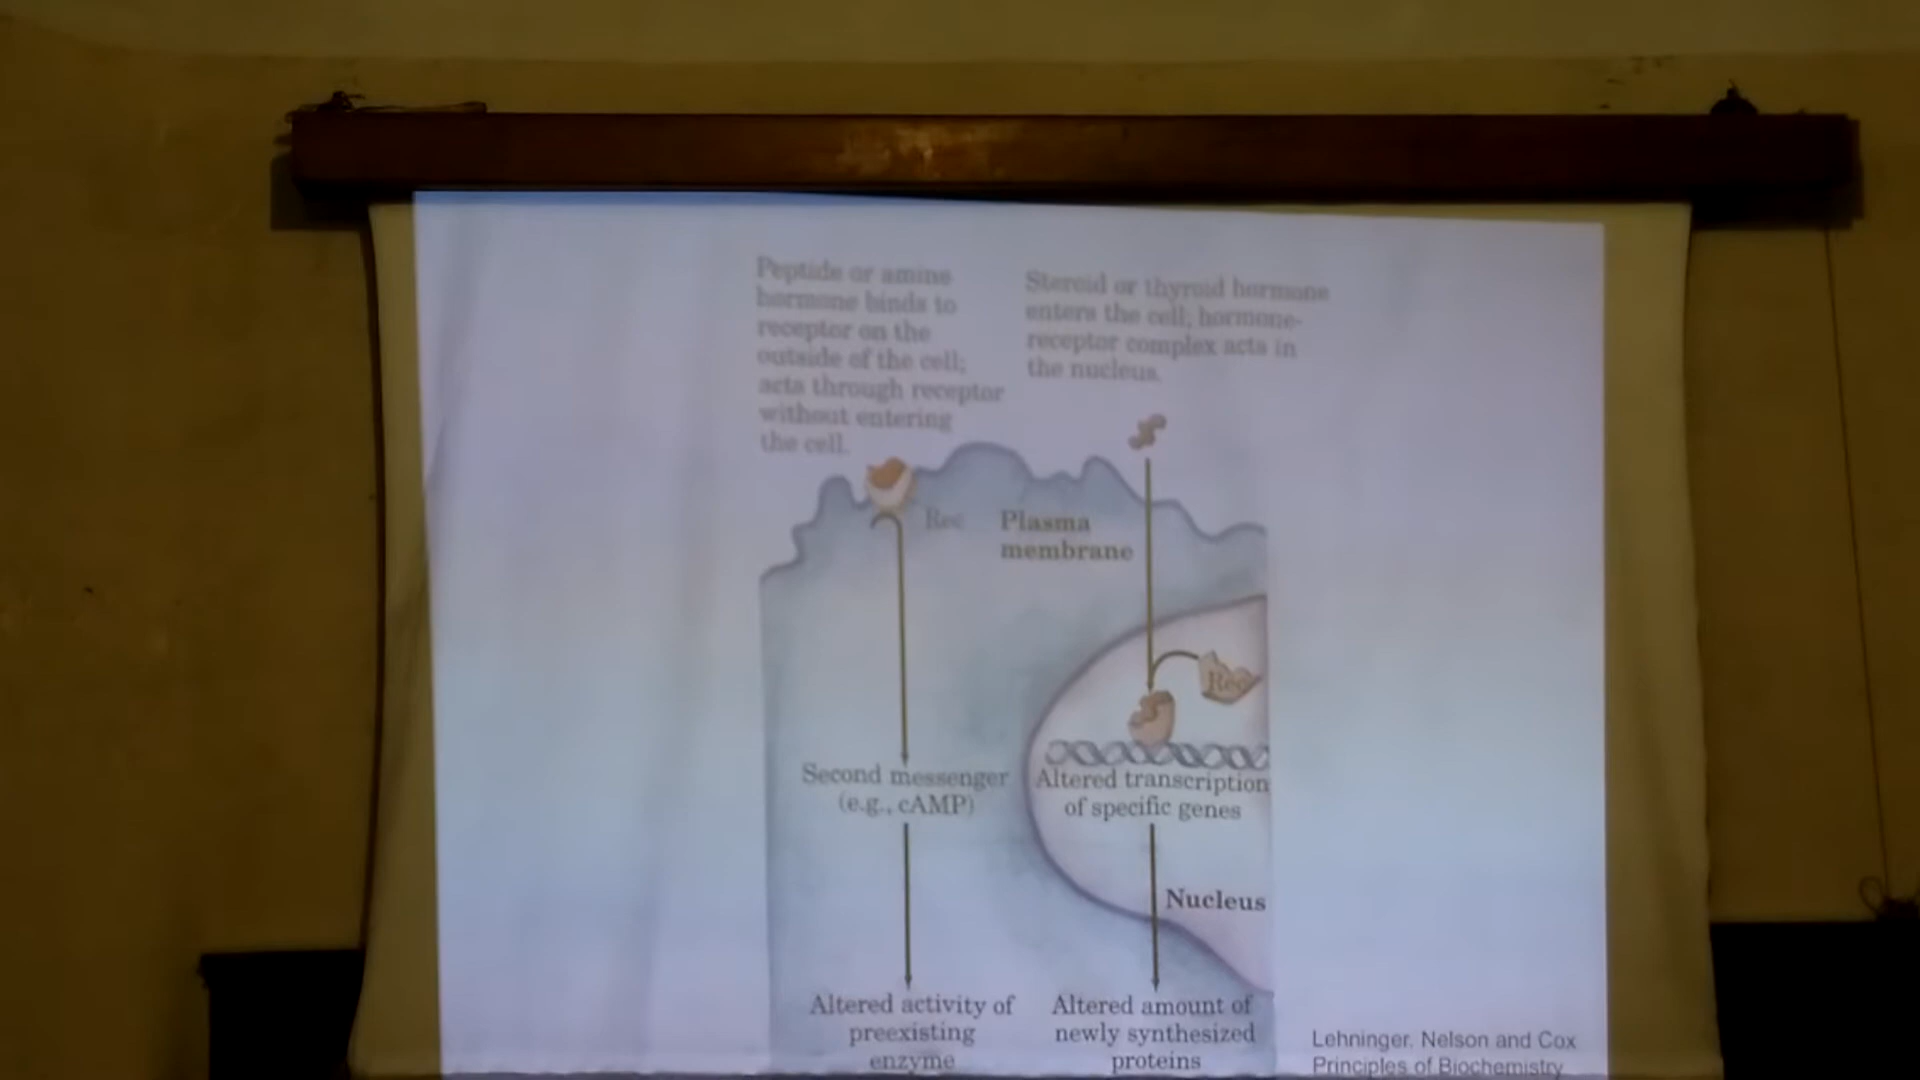 Peptide or amine
hormone binds to
receptor on the
outside of the cell;
acts through receptor
without entering
the cell.
Steroid or thyroid hormone
enters the cell; hormone-
receptor complex acts in
the nucleus.
Rec
Plasma
membrane
Rec
Second messenger
(e.g., cAMP)
Altered transcription
of specific genes
Nucleus
Altered activity of
preexisting
enzyme
Altered amount of
newly synthesized
proteins
Lehninger, Nelson and Cox
Principles of Biochemistry